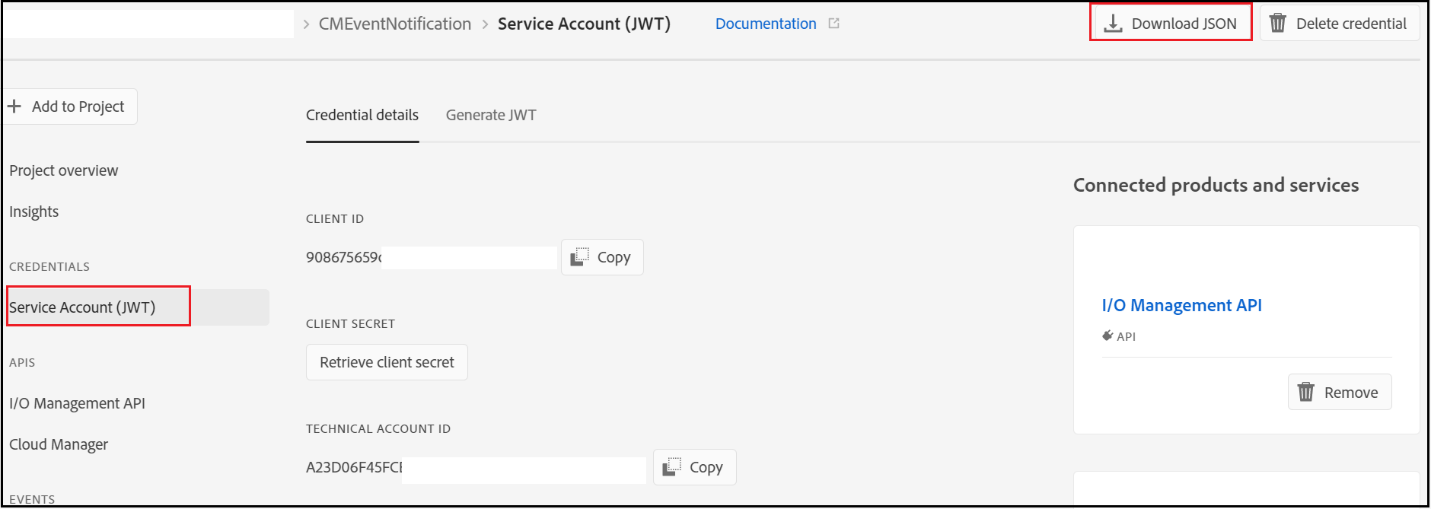 > CMEventNotification > Service Account (JWT) Documentation Download JSON Delete credential
+ Add to Project
Credential details Generate JWT
Project overview
Connected products and services
Insights
CLIENT ID
908675659 Copy
CREDENTIALS
Service Account (JWT)
I/O Management API
API
CLIENT SECRET
Retrieve client secret
APIS
I/O Management API
Remove
TECHNICAL ACCOUNT ID
Cloud Manager
A23D06F45FC Copy
EVENTS